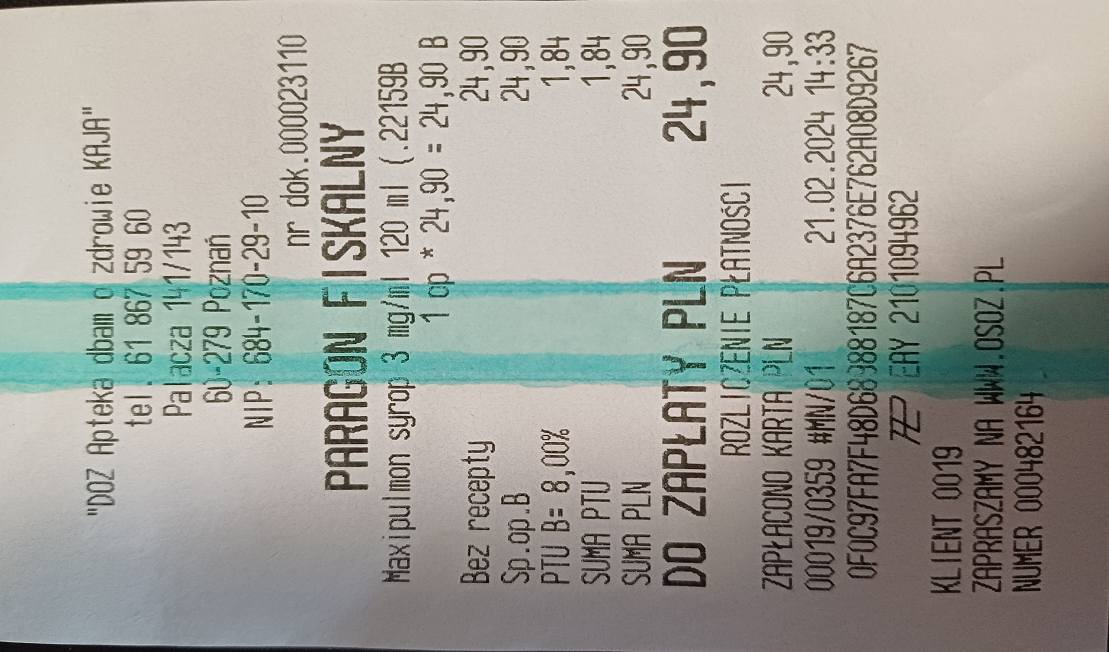 "DOZ Apteka dbam o zdrowie KAJA"
tel. 61 867 59 60
Palacza 141/143
60-279 Poznań
NIP: 684-170-29-10
nr dok.000023110
PARAGON FISKALNY
Maxipulmon syrop 3 mg/ml 120 ml (.22159B
1 op * 24,90 = 24,90 B
Bez recepty 24,90
Sp.op.B 24,90
PTU B= 8,00% 1,84
SUMA PTU 1,84
SUMA PLN 24,90
DO ZAPŁATY PLN 24,90
ROZLICZENIE PŁATNOŚCI
ZAPŁACONO KARTA PLN 24,90
00019/0359 #MN/01 21.02.2024 14:33
EAY 2101094962
KLIENT 0019
ZAPRASZAMY NA WWW.OSOZ.PL
NUMER 000482164